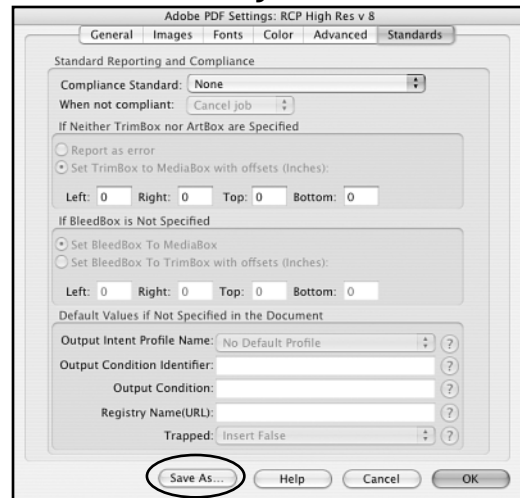 Adobe PDF Settings: RCP High Res v 8
General Images Fonts Color Advanced Standards
Standard Reporting and Compliance
Compliance Standard: None
When not compliant: Cancel job
If Neither TrimBox nor ArtBox are Specified
Report as error
Set TrimBox to MediaBox with offsets (Inches):
Left: 0 Right: 0 Top: 0 Bottom: 0
If BleedBox is Not Specified
Set BleedBox To MediaBox
Set BleedBox To TrimBox with offsets (Inches):
Left: 0 Right: 0 Top: 0 Bottom: 0
Default Values if Not Specified in the Document
Output Intent Profile Name: No Default Profile ?
Output Condition Identifier: ?
Output Condition: ?
Registry Name(URL): ?
Trapped: Insert False ?
Save As... Help Cancel OK